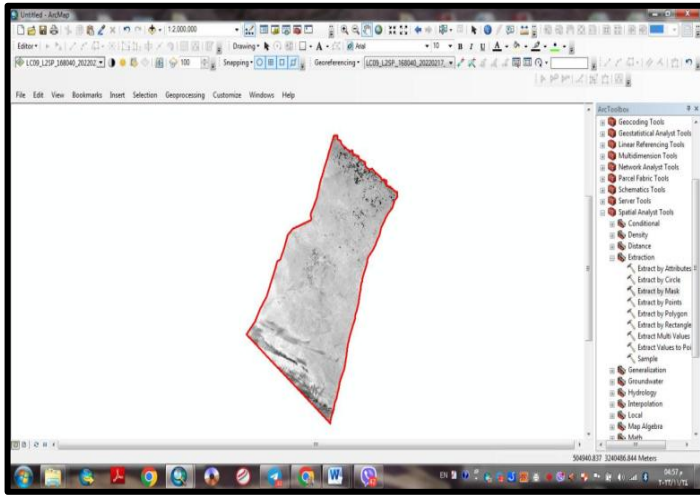 Untitled - ArcMap
1:2,000,000
Editor
Drawing
A
Arial
10
B I U A
LC09_L2SP_168040_202202
100
Snapping
Georeferencing
LC09_L2SP_168040_20220217_
File Edit View Bookmarks Insert Selection Geoprocessing Customize Windows Help
ArcToolbox
Geocoding Tools
Geostatistical Analyst Tools
Linear Referencing Tools
Multidimension Tools
Network Analyst Tools
Parcel Fabric Tools
Schematics Tools
Server Tools
Spatial Analyst Tools
Conditional
Density
Distance
Extraction
Extract by Attributes
Extract by Circle
Extract by Mask
Extract by Points
Extract by Polygon
Extract by Rectangle
Extract Multi Values
Extract Values to Poi
Sample
Generalization
Groundwater
Hydrology
Interpolation
Local
Map Algebra
Math
504940.837 3240486.844 Meters
EN
04:57 م